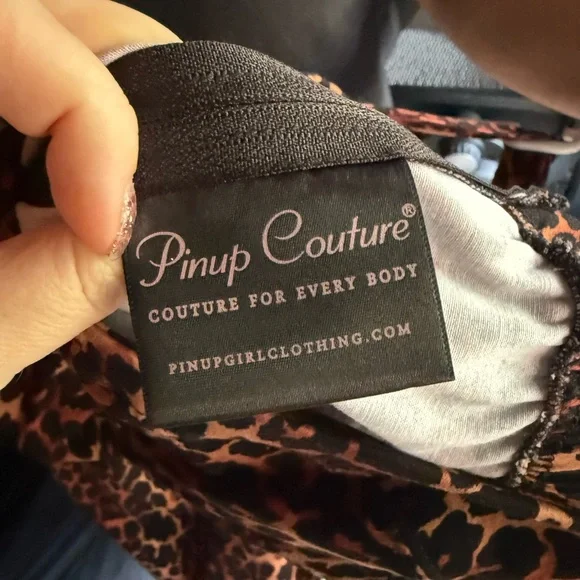 Pinup Couture®
COUTURE FOR EVERY BODY
PINUPGIRLCLOTHING.COM